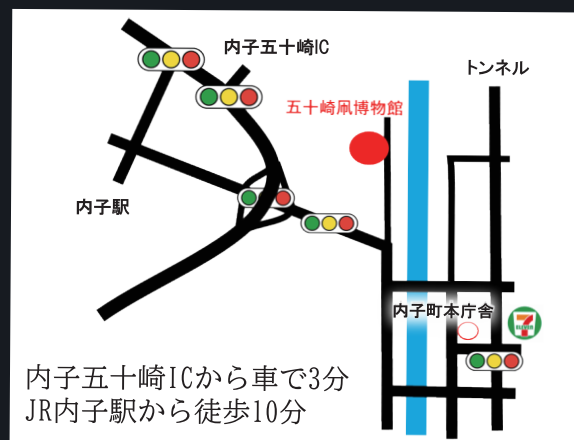 内子五十崎IC
トンネル
五十崎凧博物館
内子駅
内子町本庁舎
7
ELEVEN
内子五十崎ICから車で3分
JR内子駅から徒歩10分